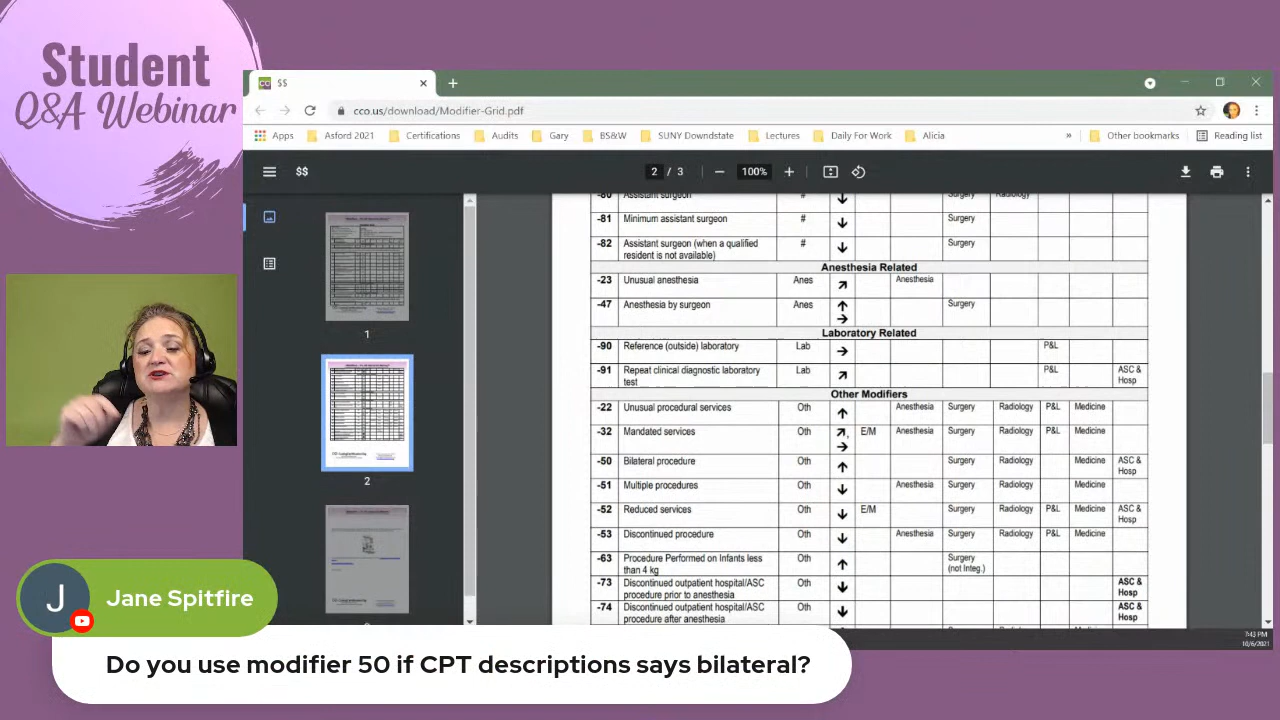 Student
Q&A Webinar
$$
cco.us/download/Modifier-Grid.pdf
Apps Asford 2021 Certifications Audits Gary BS&W SUNY Downstate Lectures Daily For Work Alicia » Other bookmarks Reading list
$$ 2 / 3 100%
1
2
-80 Assistant surgeon # Surgery Radiology
-81 Minimum assistant surgeon # Surgery
-82 Assistant surgeon (when a qualified # Surgery
resident is not available)
Anesthesia Related
-23 Unusual anesthesia Anes Anesthesia
-47 Anesthesia by surgeon Anes Surgery
Laboratory Related
-90 Reference (outside) laboratory Lab P&L
-91 Repeat clinical diagnostic laboratory Lab P&L ASC &
test Hosp
Other Modifiers
-22 Unusual procedural services Oth Anesthesia Surgery Radiology P&L Medicine
-32 Mandated services Oth E/M Anesthesia Surgery Radiology P&L Medicine
-50 Bilateral procedure Oth Surgery Radiology Medicine ASC &
Hosp
-51 Multiple procedures Oth Anesthesia Surgery Radiology Medicine
-52 Reduced services Oth E/M Surgery Radiology P&L Medicine ASC &
Hosp
-53 Discontinued procedure Oth Anesthesia Surgery Radiology P&L Medicine
-63 Procedure Performed on Infants less Oth Surgery
than 4 kg (not Integ.)
-73 Discontinued outpatient hospital/ASC Oth ASC &
procedure prior to anesthesia Hosp
-74 Discontinued outpatient hospital/ASC Oth ASC &
procedure after anesthesia Hosp
7:43 PM
10/6/2021
J Jane Spitfire
Do you use modifier 50 if CPT descriptions says bilateral?